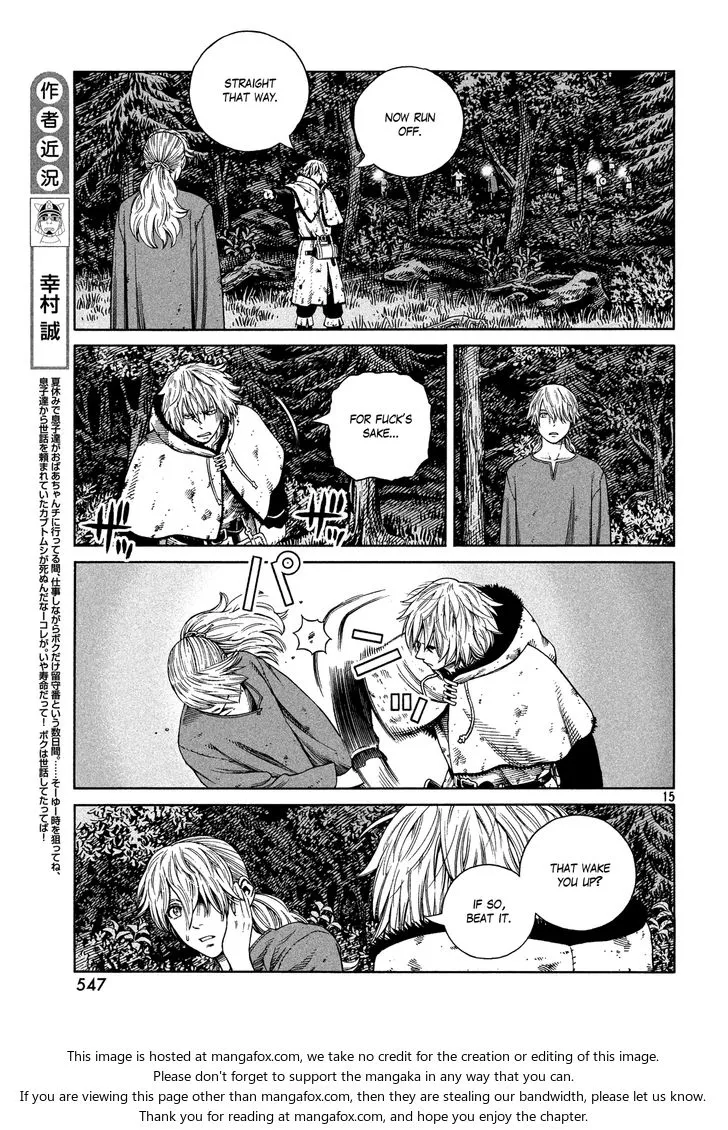 STRAIGHT
THAT WAY.
NOW RUN
OFF.
作者近況
幸村誠
夏休みで息子達がおばあちゃん家に行ってる間、仕事しながらボクだけ留守番という数日間。……そーゆー時を狙ってね、
息子達から世話を頼まれていたカブトムシが死ぬんだなーコレが。いや寿命だって!ボクは世話してたってば!
FOR FUCK'S
SAKE...
ザッ
ザッ
パァン
15
THAT WAKE
YOU UP?
IF SO,
BEAT IT.
547
This image is hosted at mangafox.com, we take no credit for the creation or editing of this image.
Please don't forget to support the mangaka in any way that you can.
If you are viewing this page other than mangafox.com, then they are stealing our bandwidth, please let us know.
Thank you for reading at mangafox.com, and hope you enjoy the chapter.